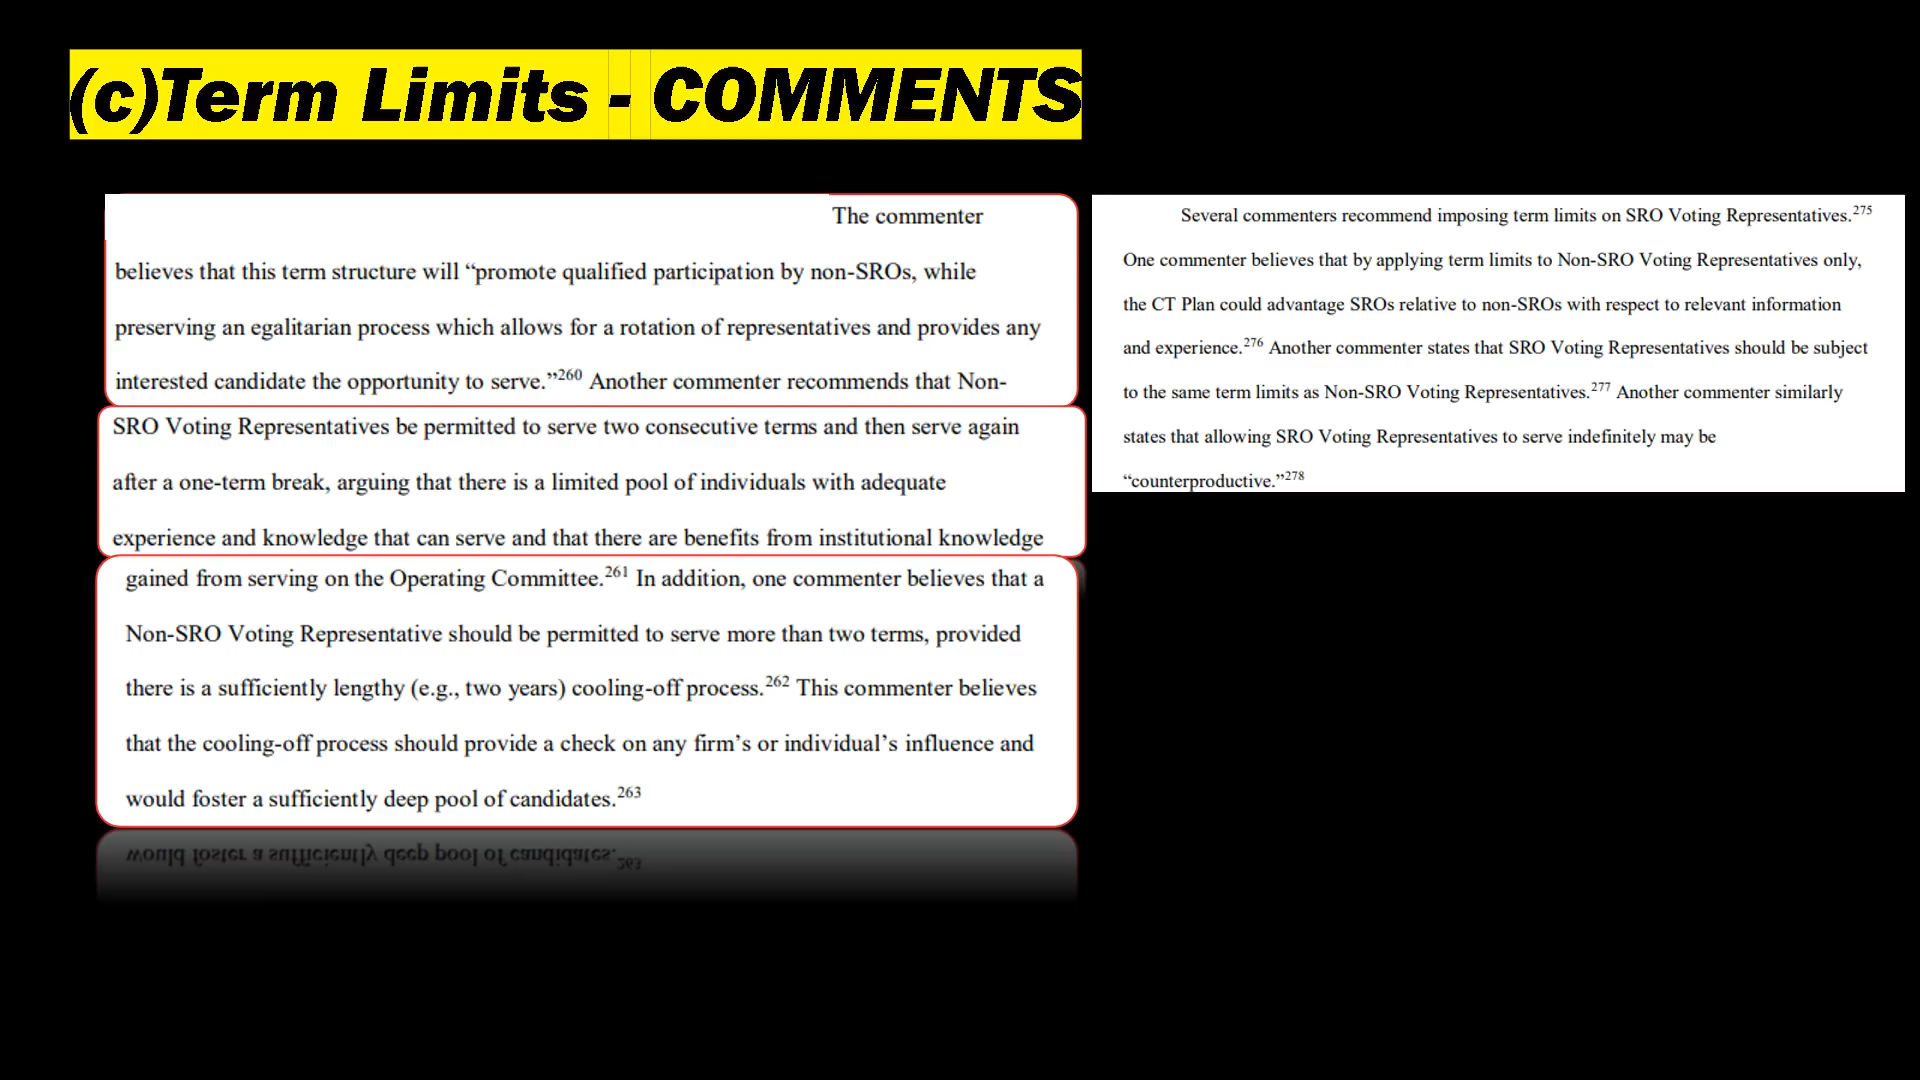 (c)Term Limits - COMMENTS
The commenter
believes that this term structure will “promote qualified participation by non-SROs, while
preserving an egalitarian process which allows for a rotation of representatives and provides any
interested candidate the opportunity to serve.”260 Another commenter recommends that Non-
SRO Voting Representatives be permitted to serve two consecutive terms and then serve again
after a one-term break, arguing that there is a limited pool of individuals with adequate
experience and knowledge that can serve and that there are benefits from institutional knowledge
gained from serving on the Operating Committee.261 In addition, one commenter believes that a
Non-SRO Voting Representative should be permitted to serve more than two terms, provided
there is a sufficiently lengthy (e.g., two years) cooling-off process.262 This commenter believes
that the cooling-off process should provide a check on any firm’s or individual’s influence and
would foster a sufficiently deep pool of candidates.263
Several commenters recommend imposing term limits on SRO Voting Representatives.275
One commenter believes that by applying term limits to Non-SRO Voting Representatives only,
the CT Plan could advantage SROs relative to non-SROs with respect to relevant information
and experience.276 Another commenter states that SRO Voting Representatives should be subject
to the same term limits as Non-SRO Voting Representatives.277 Another commenter similarly
states that allowing SRO Voting Representatives to serve indefinitely may be
“counterproductive.”278